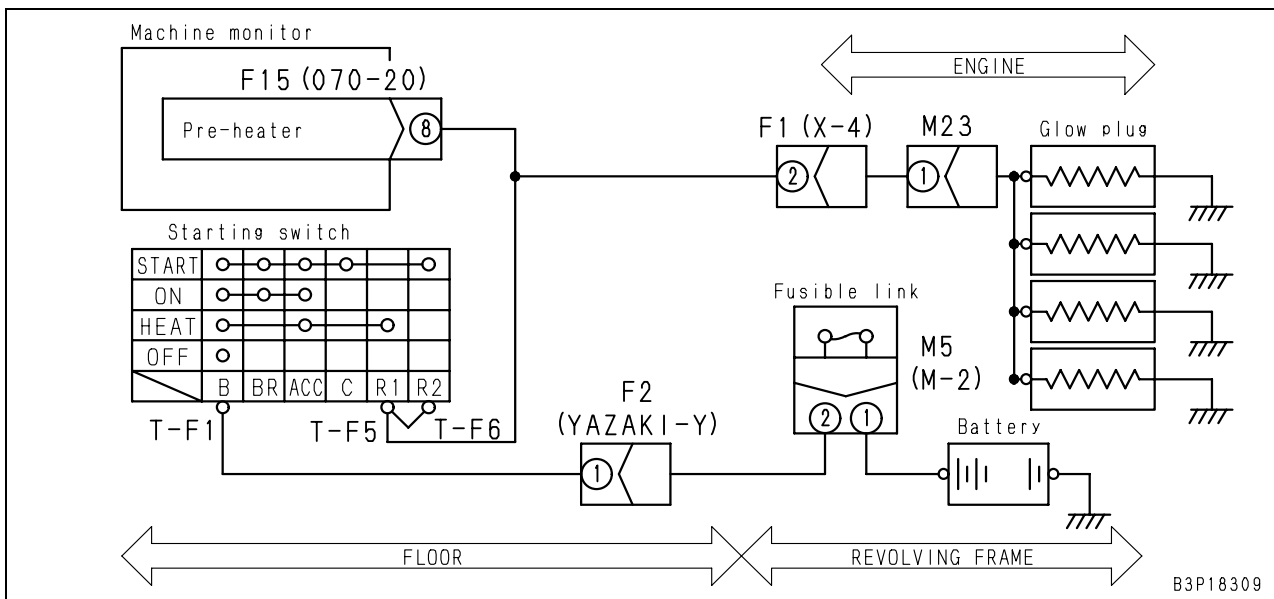 Machine monitor
F15 (070-20)
Pre-heater
8
ENGINE
F1 (X-4)
2
M23
1
Glow plug
Starting switch
START
ON
HEAT
OFF
B BR ACC C R1 R2
T-F1
T-F5
T-F6
F2
(YAZAKI-Y)
1
Fusible link
M5
(M-2)
2 1
Battery
FLOOR
REVOLVING FRAME
B3P18309